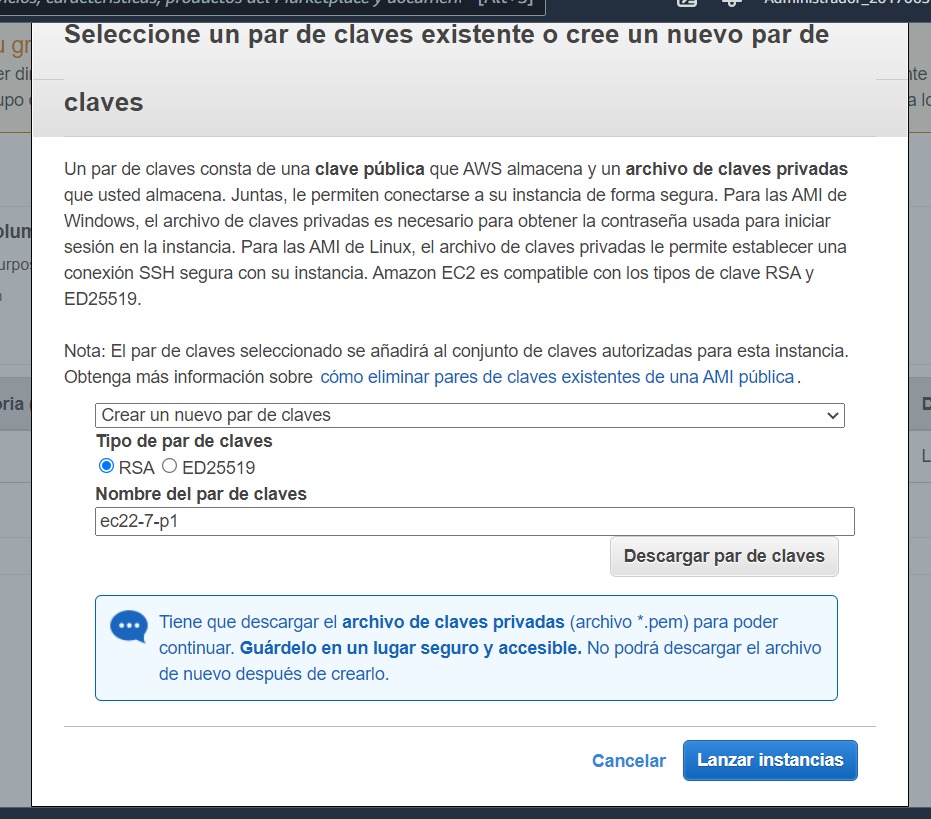 características, productos del Marketplace y document [Alt+S]
Seleccione un par de claves existente o cree un nuevo par de
claves
Un par de claves consta de una clave pública que AWS almacena y un archivo de claves privadas
que usted almacena. Juntas, le permiten conectarse a su instancia de forma segura. Para las AMI de
Windows, el archivo de claves privadas es necesario para obtener la contraseña usada para iniciar
sesión en la instancia. Para las AMI de Linux, el archivo de claves privadas le permite establecer una
conexión SSH segura con su instancia. Amazon EC2 es compatible con los tipos de clave RSA y
ED25519.
Nota: El par de claves seleccionado se añadirá al conjunto de claves autorizadas para esta instancia.
Obtenga más información sobre cómo eliminar pares de claves existentes de una AMI pública.
Crear un nuevo par de claves
Tipo de par de claves
RSA ED25519
Nombre del par de claves
ec22-7-p1
Descargar par de claves
Tiene que descargar el archivo de claves privadas (archivo *.pem) para poder
continuar. Guárdelo en un lugar seguro y accesible. No podrá descargar el archivo
de nuevo después de crearlo.
Cancelar Lanzar instancias